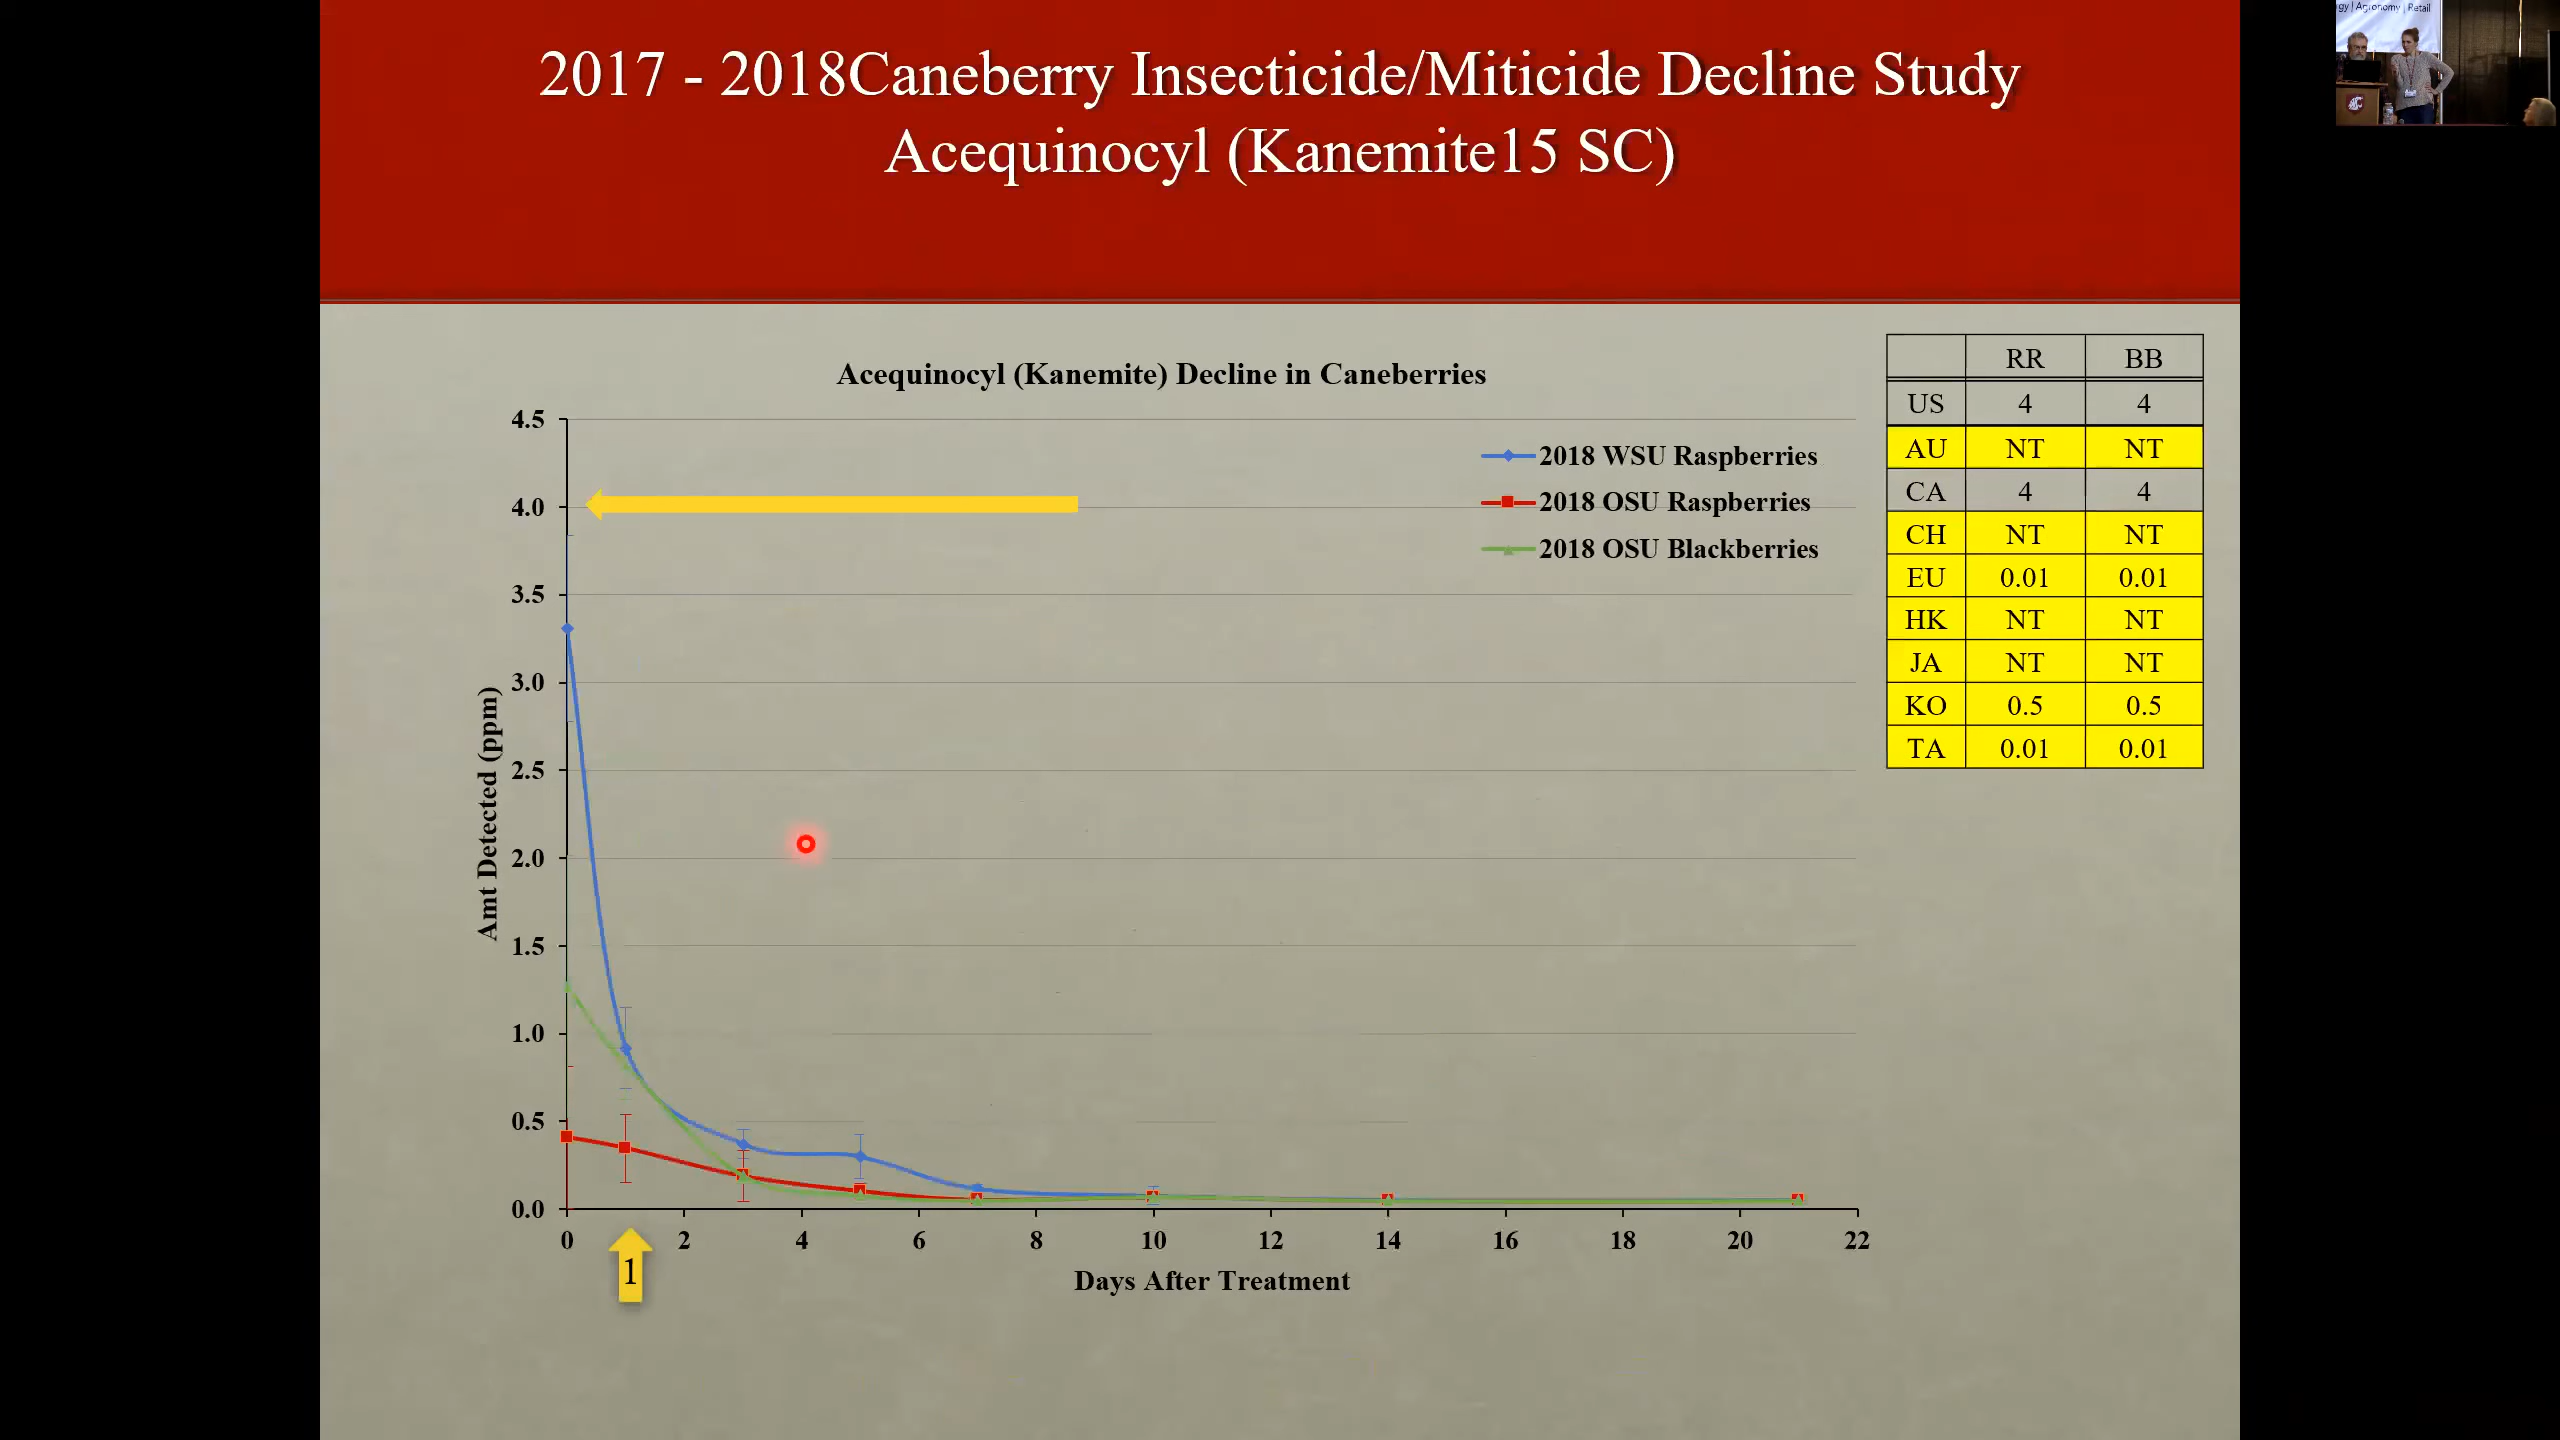 2017 - 2018Caneberry Insecticide/Miticide Decline Study
Acequinocyl (Kanemite15 SC)
gy | Agronomy | Retail
Acequinocyl (Kanemite) Decline in Caneberries
4.5
4.0
3.5
3.0
2.5
2.0
1.5
1.0
0.5
0.0
Amt Detected (ppm)
2018 WSU Raspberries
2018 OSU Raspberries
2018 OSU Blackberries
0 2 4 6 8 10 12 14 16 18 20 22
1
Days After Treatment
RR BB
US 4 4
AU NT NT
CA 4 4
CH NT NT
EU 0.01 0.01
HK NT NT
JA NT NT
KO 0.5 0.5
TA 0.01 0.01